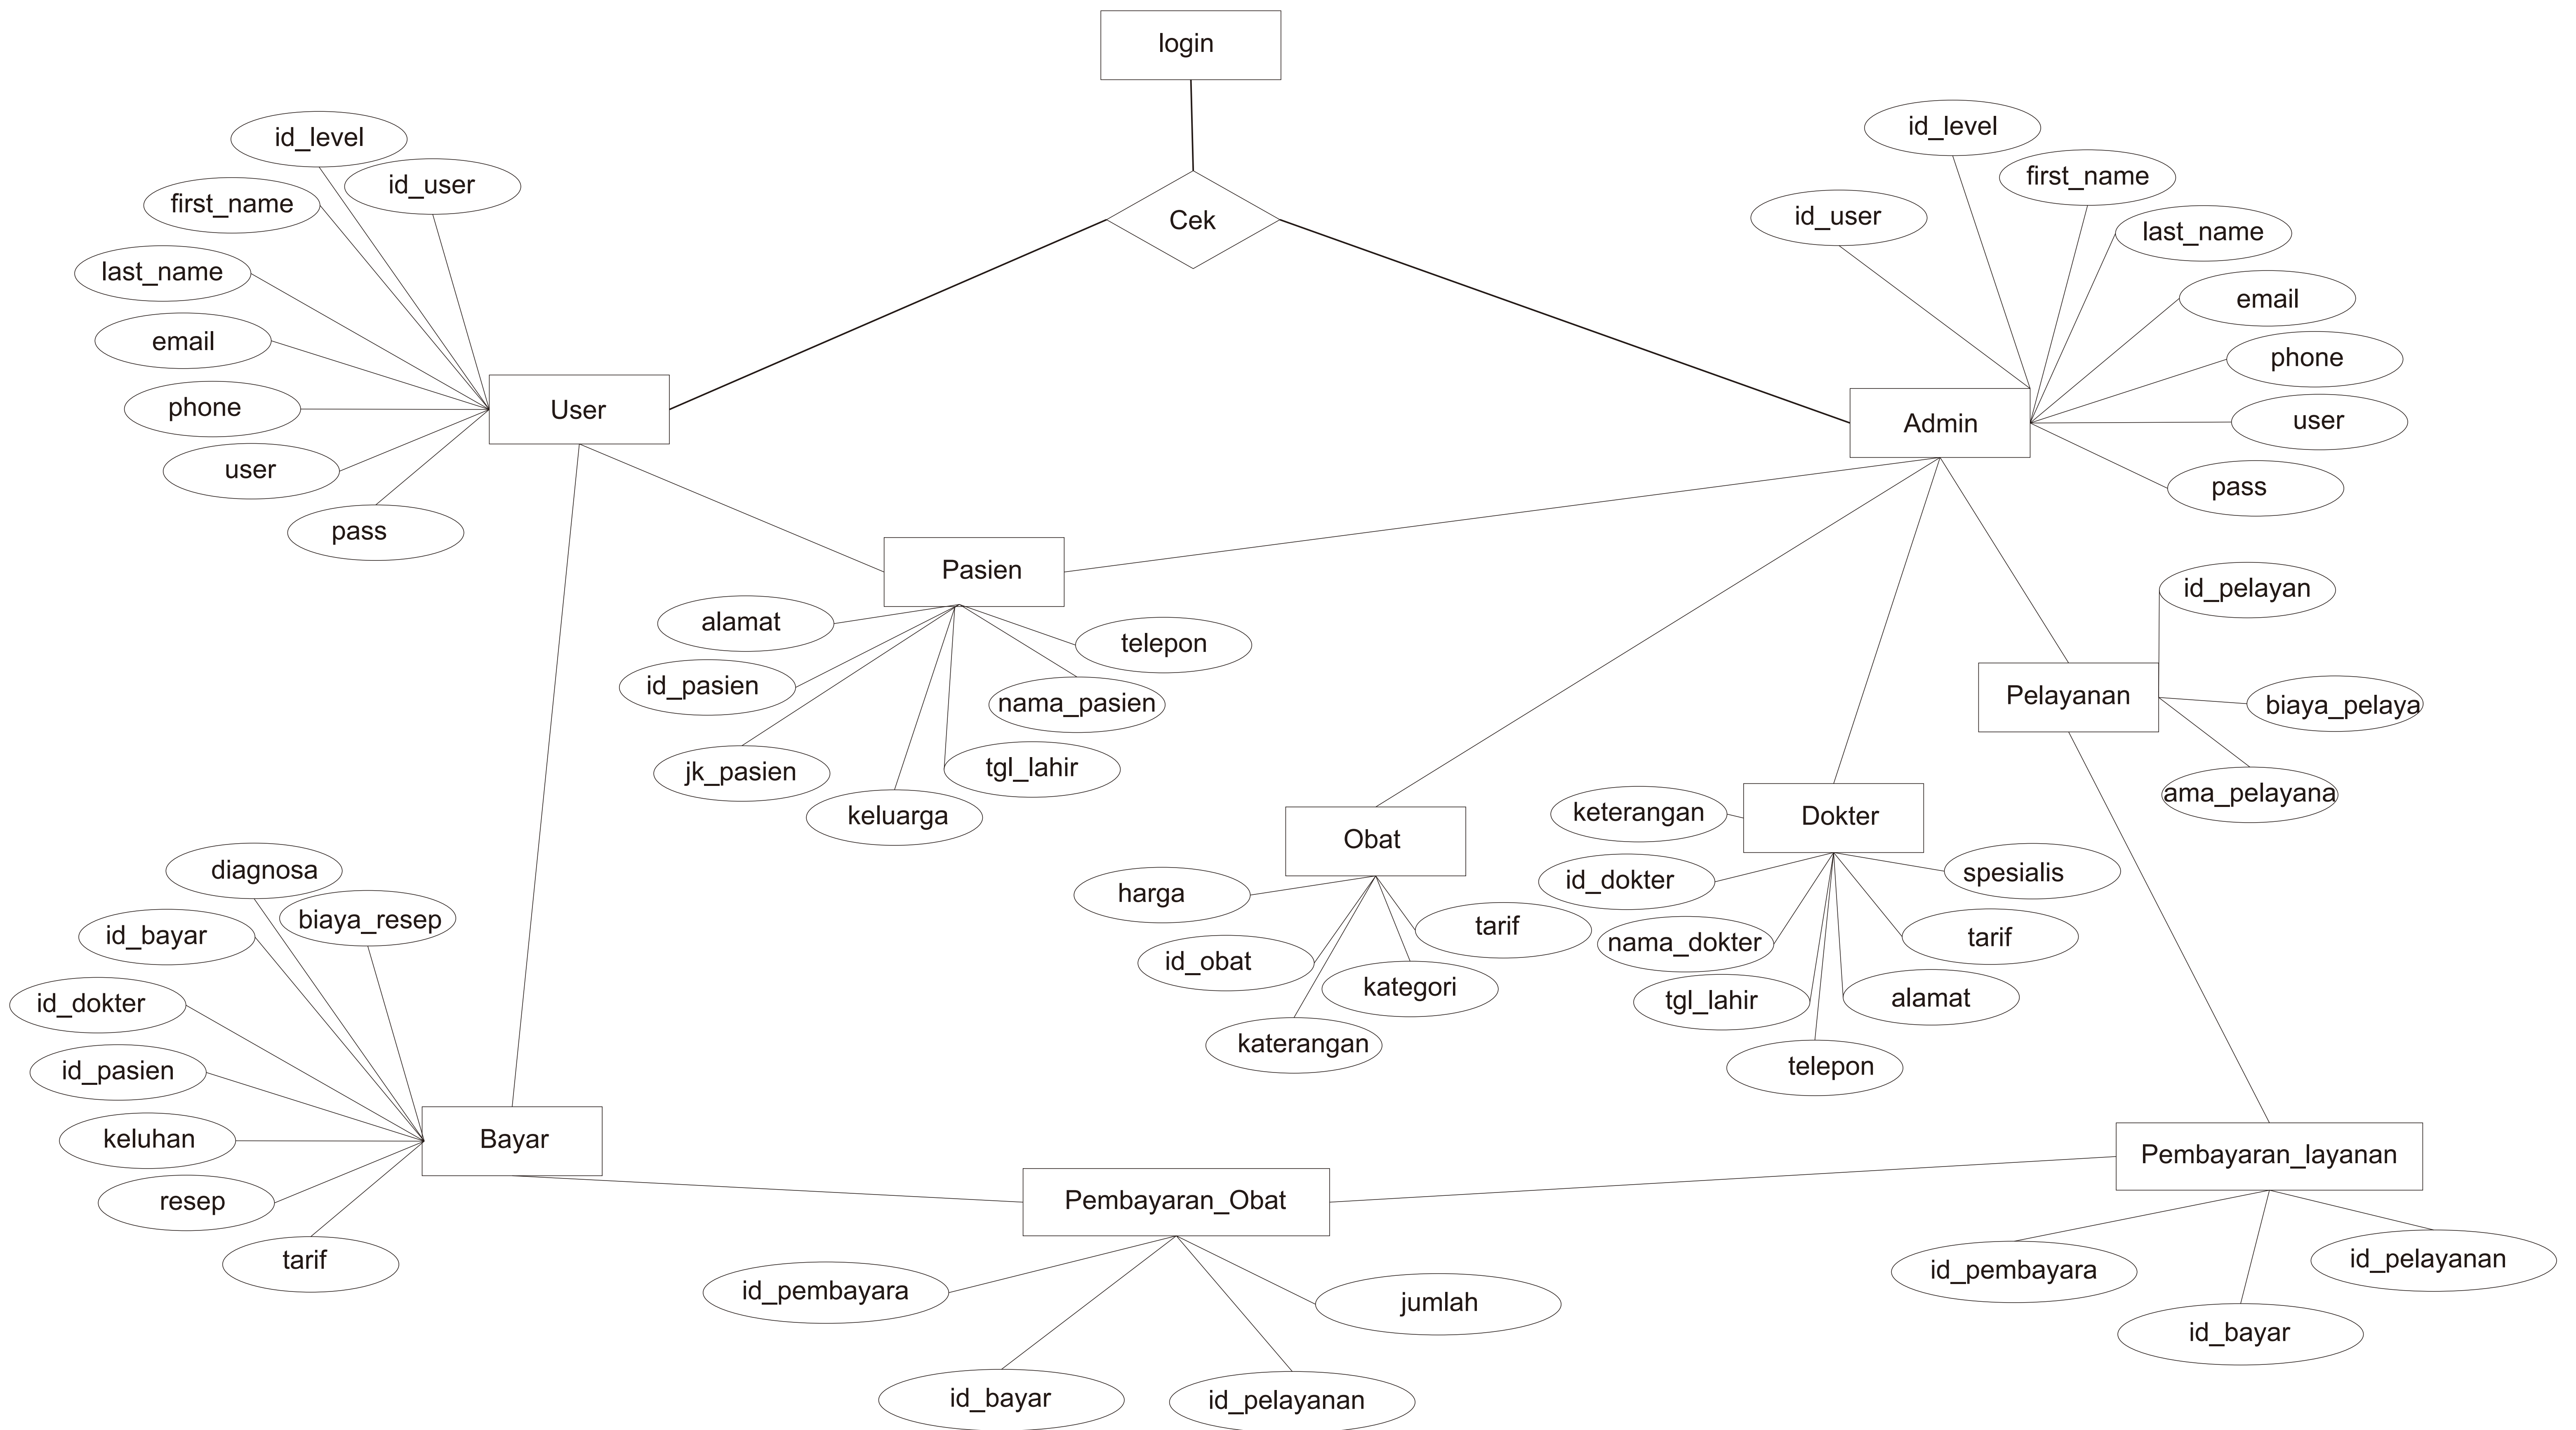 login
Cek
id_level
id_user
first_name
last_name
email
phone
user
pass
User
id_level
first_name
id_user
last_name
email
phone
user
pass
Admin
Pasien
alamat
telepon
id_pasien
nama_pasien
jk_pasien
tgl_lahir
keluarga
id_pelayan
Pelayanan
biaya_pelaya
ama_pelayana
Obat
harga
tarif
id_obat
kategori
katerangan
keterangan
Dokter
id_dokter
spesialis
nama_dokter
tarif
tgl_lahir
alamat
telepon
diagnosa
biaya_resep
id_bayar
id_dokter
id_pasien
keluhan
resep
tarif
Bayar
Pembayaran_Obat
id_pembayara
jumlah
id_bayar
id_pelayanan
Pembayaran_layanan
id_pembayara
id_pelayanan
id_bayar